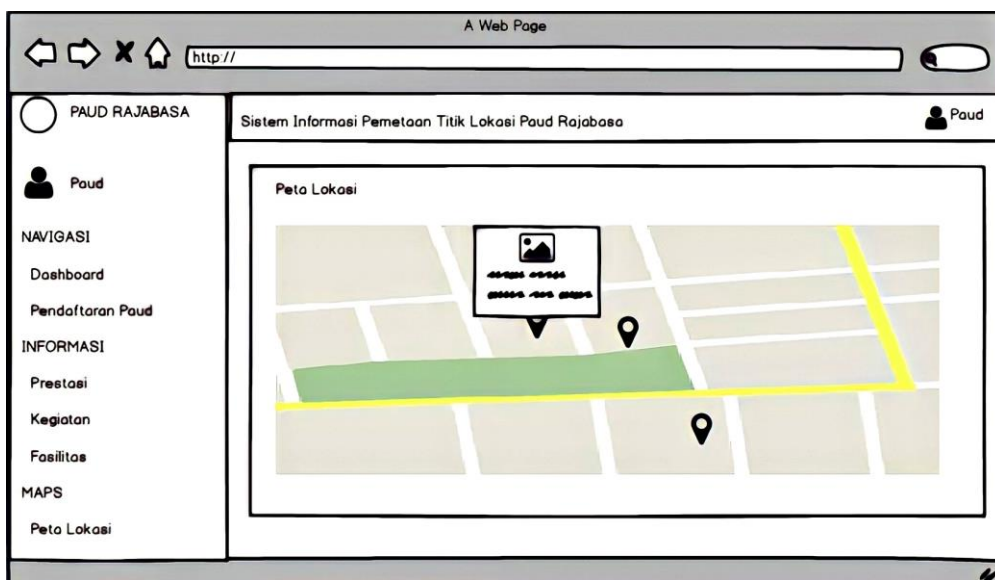 A Web Page
http://
PAUD RAJABASA
Sistem Informasi Pemetaan Titik Lokasi Paud Rajabasa
Paud
Paud
NAVIGASI
Dashboard
Pendaftaran Paud
INFORMASI
Prestasi
Kegiatan
Fasilitas
MAPS
Peta Lokasi
Peta Lokasi